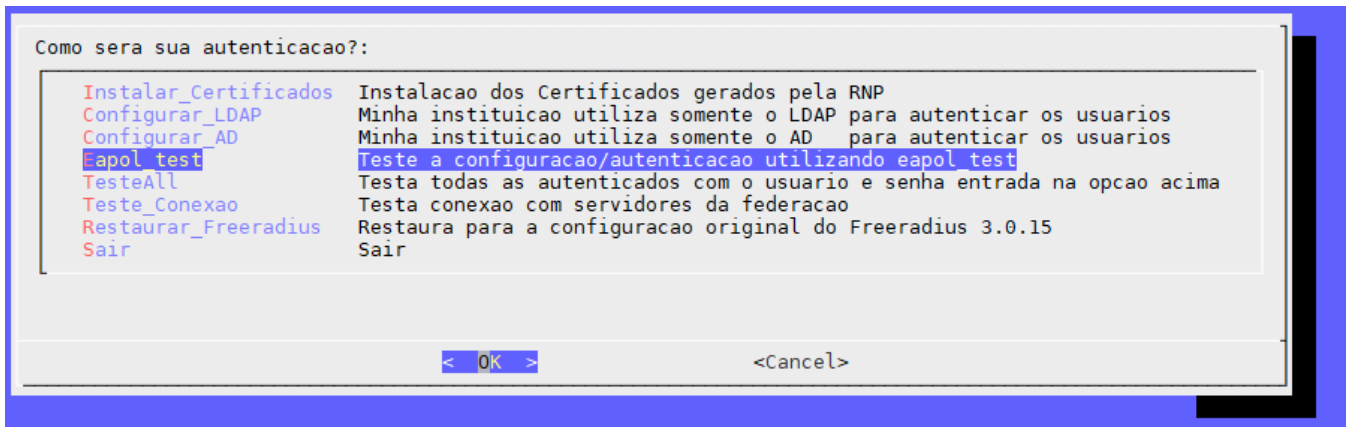 Como sera sua autenticacao?:
Instalar_Certificados Instalacao dos Certificados gerados pela RNP
Configurar_LDAP Minha instituicao utiliza somente o LDAP para autenticar os usuarios
Configurar_AD Minha instituicao utiliza somente o AD para autenticar os usuarios
Eapol_test Teste a configuracao/autenticacao utilizando eapol_test
TesteAll Testa todas as autenticados com o usuario e senha entrada na opcao acima
Teste_Conexao Testa conexao com servidores da federacao
Restaurar_Freeradius Restaura para a configuracao original do Freeradius 3.0.15
Sair Sair
< OK > <Cancel>